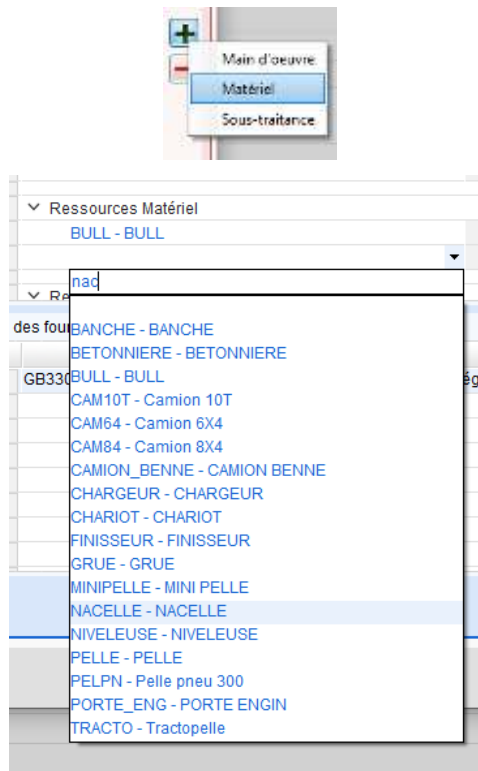 Main d'oeuvre
Matériel
Sous-traitance
Ressources Matériel
BULL - BULL
nac
Re
des four
BANCHE - BANCHE
BETONNIERE - BETONNIERE
GB330
BULL - BULL
ég
CAM10T - Camion 10T
CAM64 - Camion 6X4
CAM84 - Camion 8X4
CAMION_BENNE - CAMION BENNE
CHARGEUR - CHARGEUR
CHARIOT - CHARIOT
FINISSEUR - FINISSEUR
GRUE - GRUE
MINIPELLE - MINI PELLE
NACELLE - NACELLE
NIVELEUSE - NIVELEUSE
PELLE - PELLE
PELPN - Pelle pneu 300
PORTE_ENG - PORTE ENGIN
TRACTO - Tractopelle